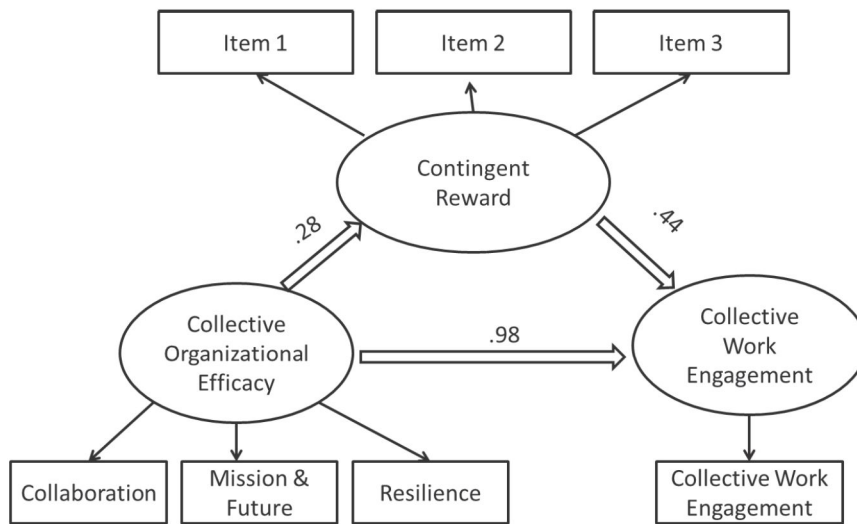 Item 1
Item 2
Item 3
Contingent
Reward
.28
.44
Collective
Organizational
Efficacy
.98
Collective
Work
Engagement
Collaboration
Mission &
Future
Resilience
Collective Work
Engagement